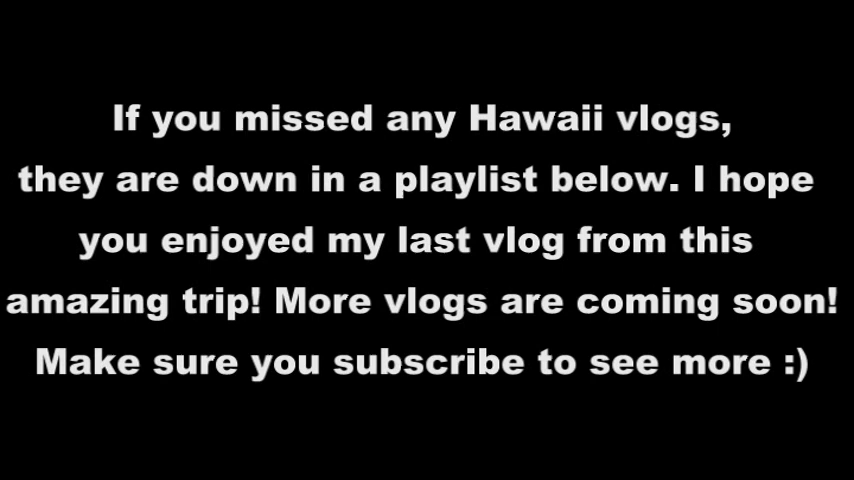 If you missed any Hawaii vlogs,
they are down in a playlist below. I hope
you enjoyed my last vlog from this
amazing trip! More vlogs are coming soon!
Make sure you subscribe to see more :)